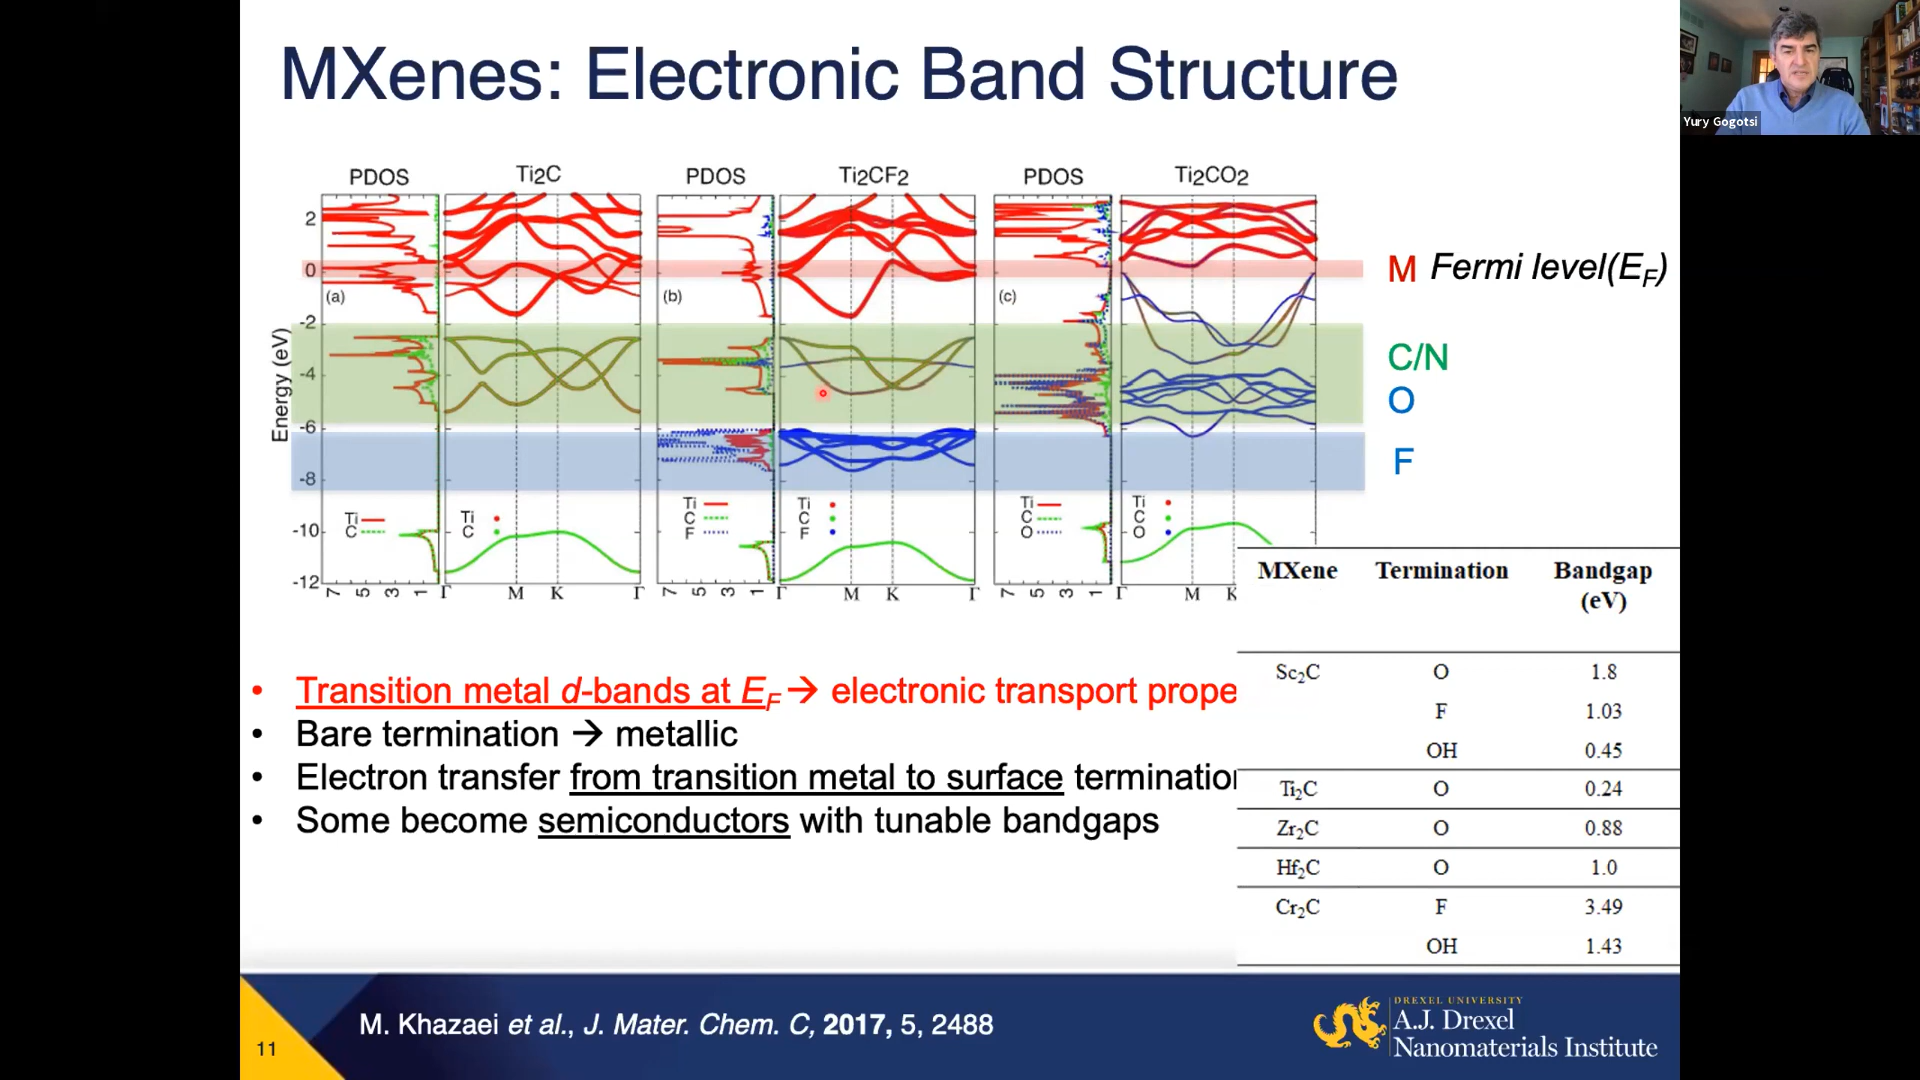 MXenes: Electronic Band Structure
Yury Gogotsi
PDOS Ti2C PDOS Ti2CF2 PDOS Ti2CO2
Energy (eV)
2
0
-2
-4
-6
-8
-10
-12
(a) (b) (c)
Ti
C
Ti
C
Ti
C
F
Ti
C
F
Ti
C
O
Ti
C
O
7 5 3 1 Γ M K Γ 7 5 3 1 Γ M K Γ 7 5 3 1 Γ M K
M Fermi level(EF)
C/N
O
F
MXene Termination Bandgap
(eV)
Sc2C O 1.8
F 1.03
OH 0.45
Ti2C O 0.24
Zr2C O 0.88
Hf2C O 1.0
Cr2C F 3.49
OH 1.43
• Transition metal d-bands at EF → electronic transport prope
• Bare termination → metallic
• Electron transfer from transition metal to surface termination
• Some become semiconductors with tunable bandgaps
11
M. Khazaei et al., J. Mater. Chem. C, 2017, 5, 2488
DREXEL UNIVERSITY
A.J. Drexel
Nanomaterials Institute